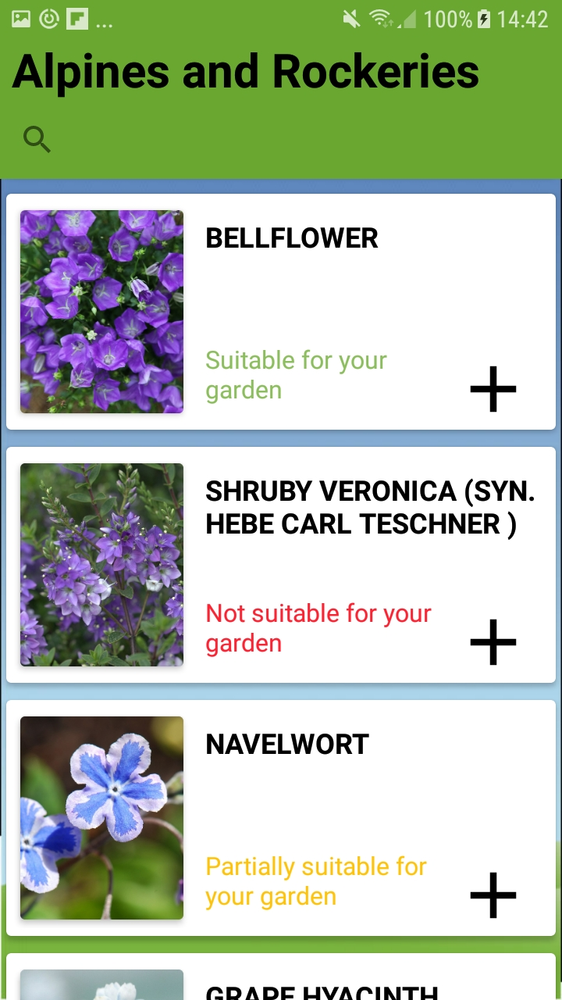 ... 100% 14:42
Alpines and Rockeries
BELLFLOWER
Suitable for your
garden
SHRUBY VERONICA (SYN.
HEBE CARL TESCHNER )
Not suitable for your
garden
NAVELWORT
Partially suitable for
your garden
GRAPE HYACINTH